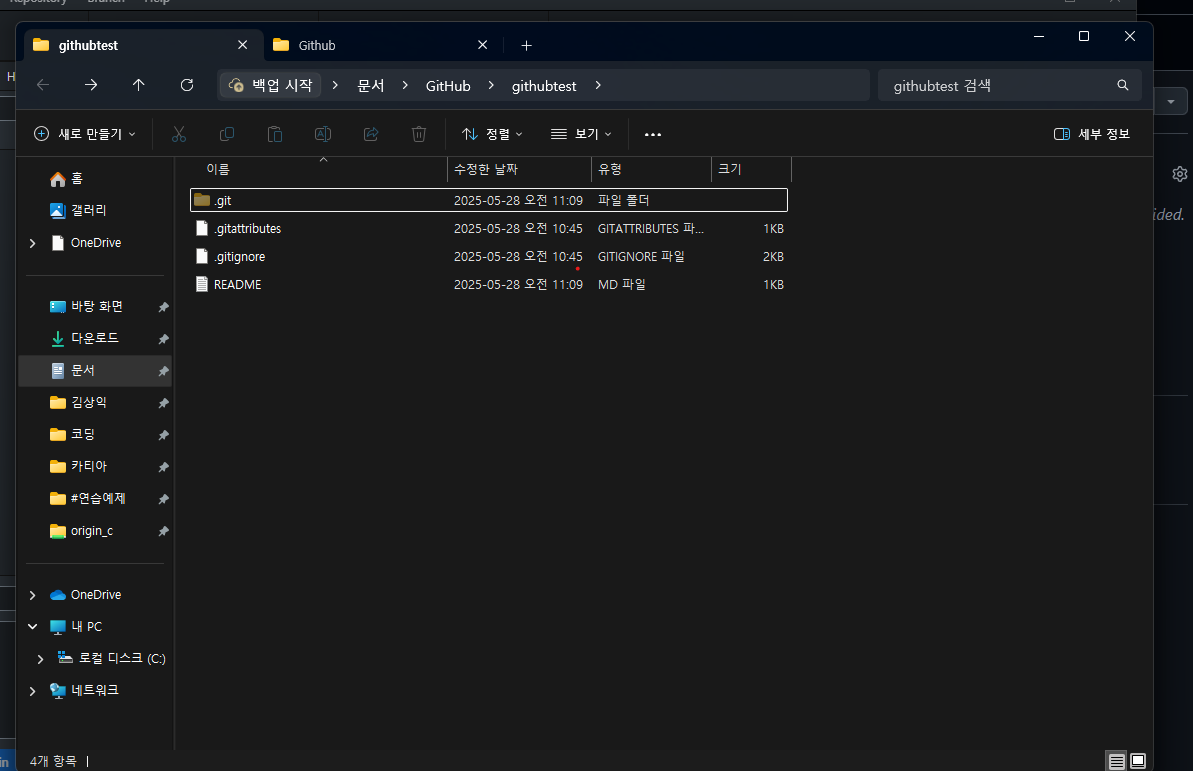 Repository Branch Help
githubtest Github
백업 시작 문서 GitHub githubtest githubtest 검색
새로 만들기 정렬 보기 세부 정보
이름 수정한 날짜 유형 크기
.git 2025-05-28 오전 11:09 파일 폴더
.gitattributes 2025-05-28 오전 10:45 GITATTRIBUTES 파... 1KB
.gitignore 2025-05-28 오전 10:45 GITIGNORE 파일 2KB
README 2025-05-28 오전 11:09 MD 파일 1KB
홈
갤러리
OneDrive
바탕 화면
다운로드
문서
김상익
코딩
카티아
#연습예제
origin_c
OneDrive
내 PC
로컬 디스크 (C:)
네트워크
4개 항목
H
ided.
in